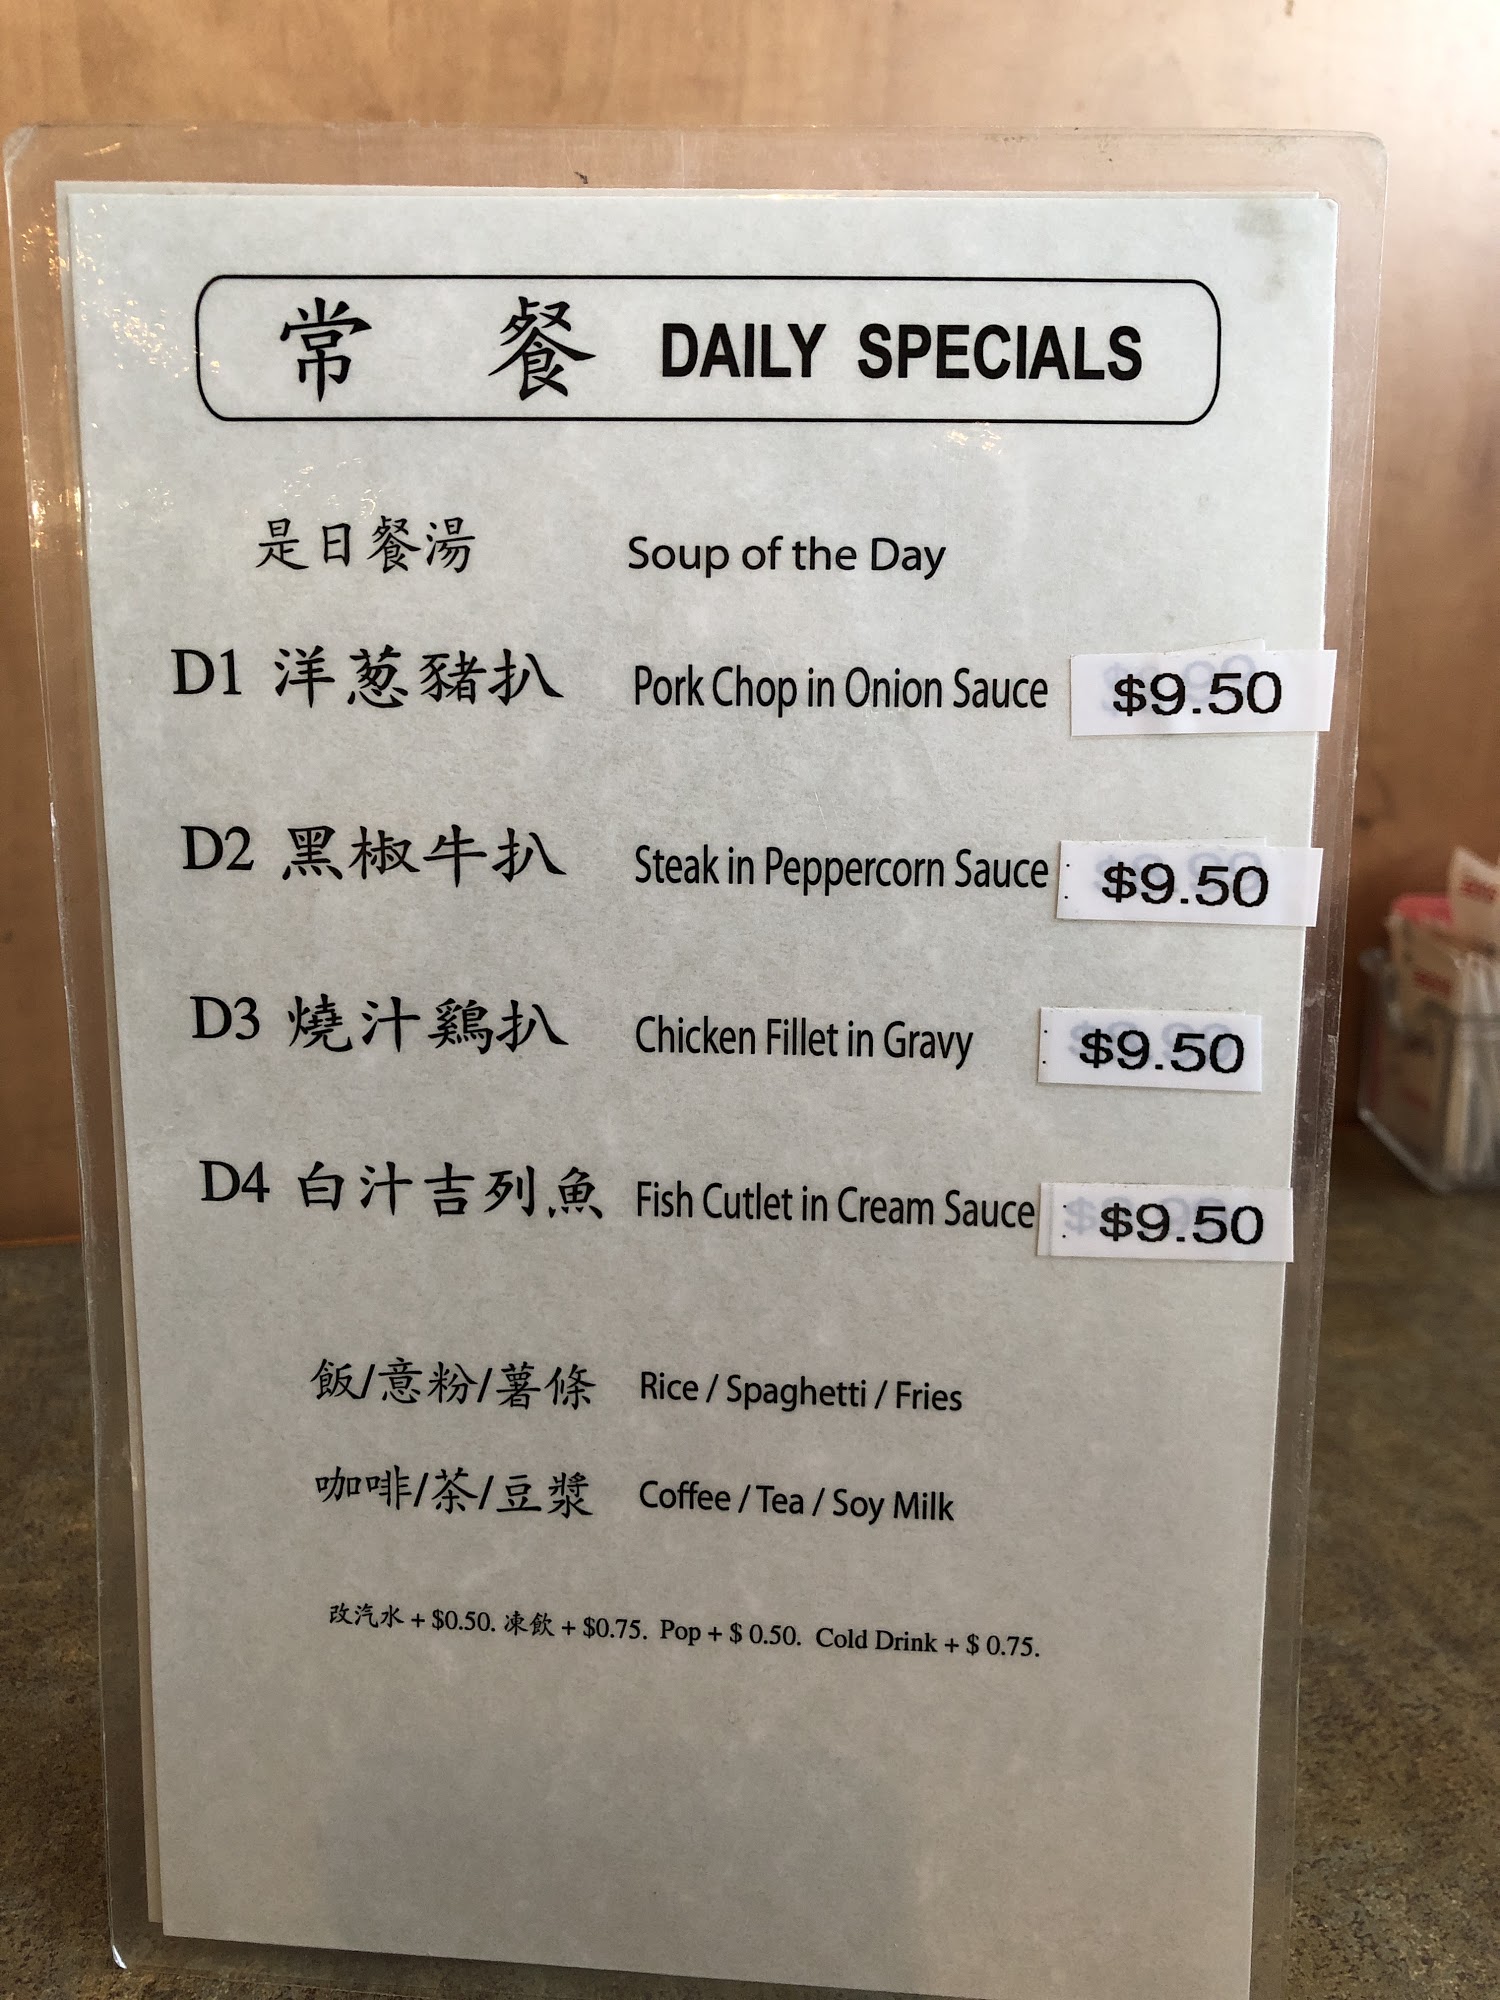 常 餐 DAILY SPECIALS
是日餐湯 Soup of the Day
D1 洋葱豬扒 Pork Chop in Onion Sauce $9.50
D2 黑椒牛扒 Steak in Peppercorn Sauce $9.50
D3 燒汁鷄扒 Chicken Fillet in Gravy $9.50
D4 白汁吉列魚 Fish Cutlet in Cream Sauce $9.50
飯/意粉/薯條 Rice / Spaghetti / Fries
咖啡/茶/豆漿 Coffee / Tea / Soy Milk
改汽水 + $0.50. 凍飲 + $0.75. Pop + $ 0.50. Cold Drink + $ 0.75.